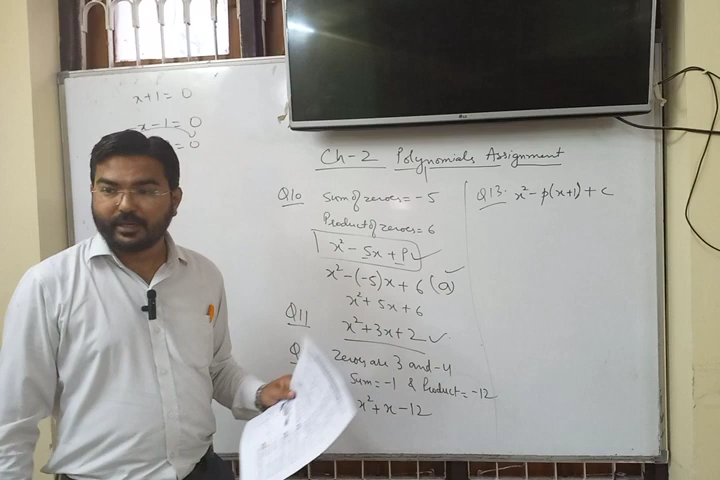 LG
x+1=0
x-1=0
=0
Ch-2 Polynomials Assignment
Q10 Sum of zeroes = -5
Product of zeroes = 6
x²-Sx+P ✓
x²-(-5)x+6 (a) ✓
x²+5x+6
Q11
x²+3x+2 ✓
Q Zeroes are 3 and -4
Sum = -1 & Product = -12
x²+x-12
Q13. x²-p(x+1)+c